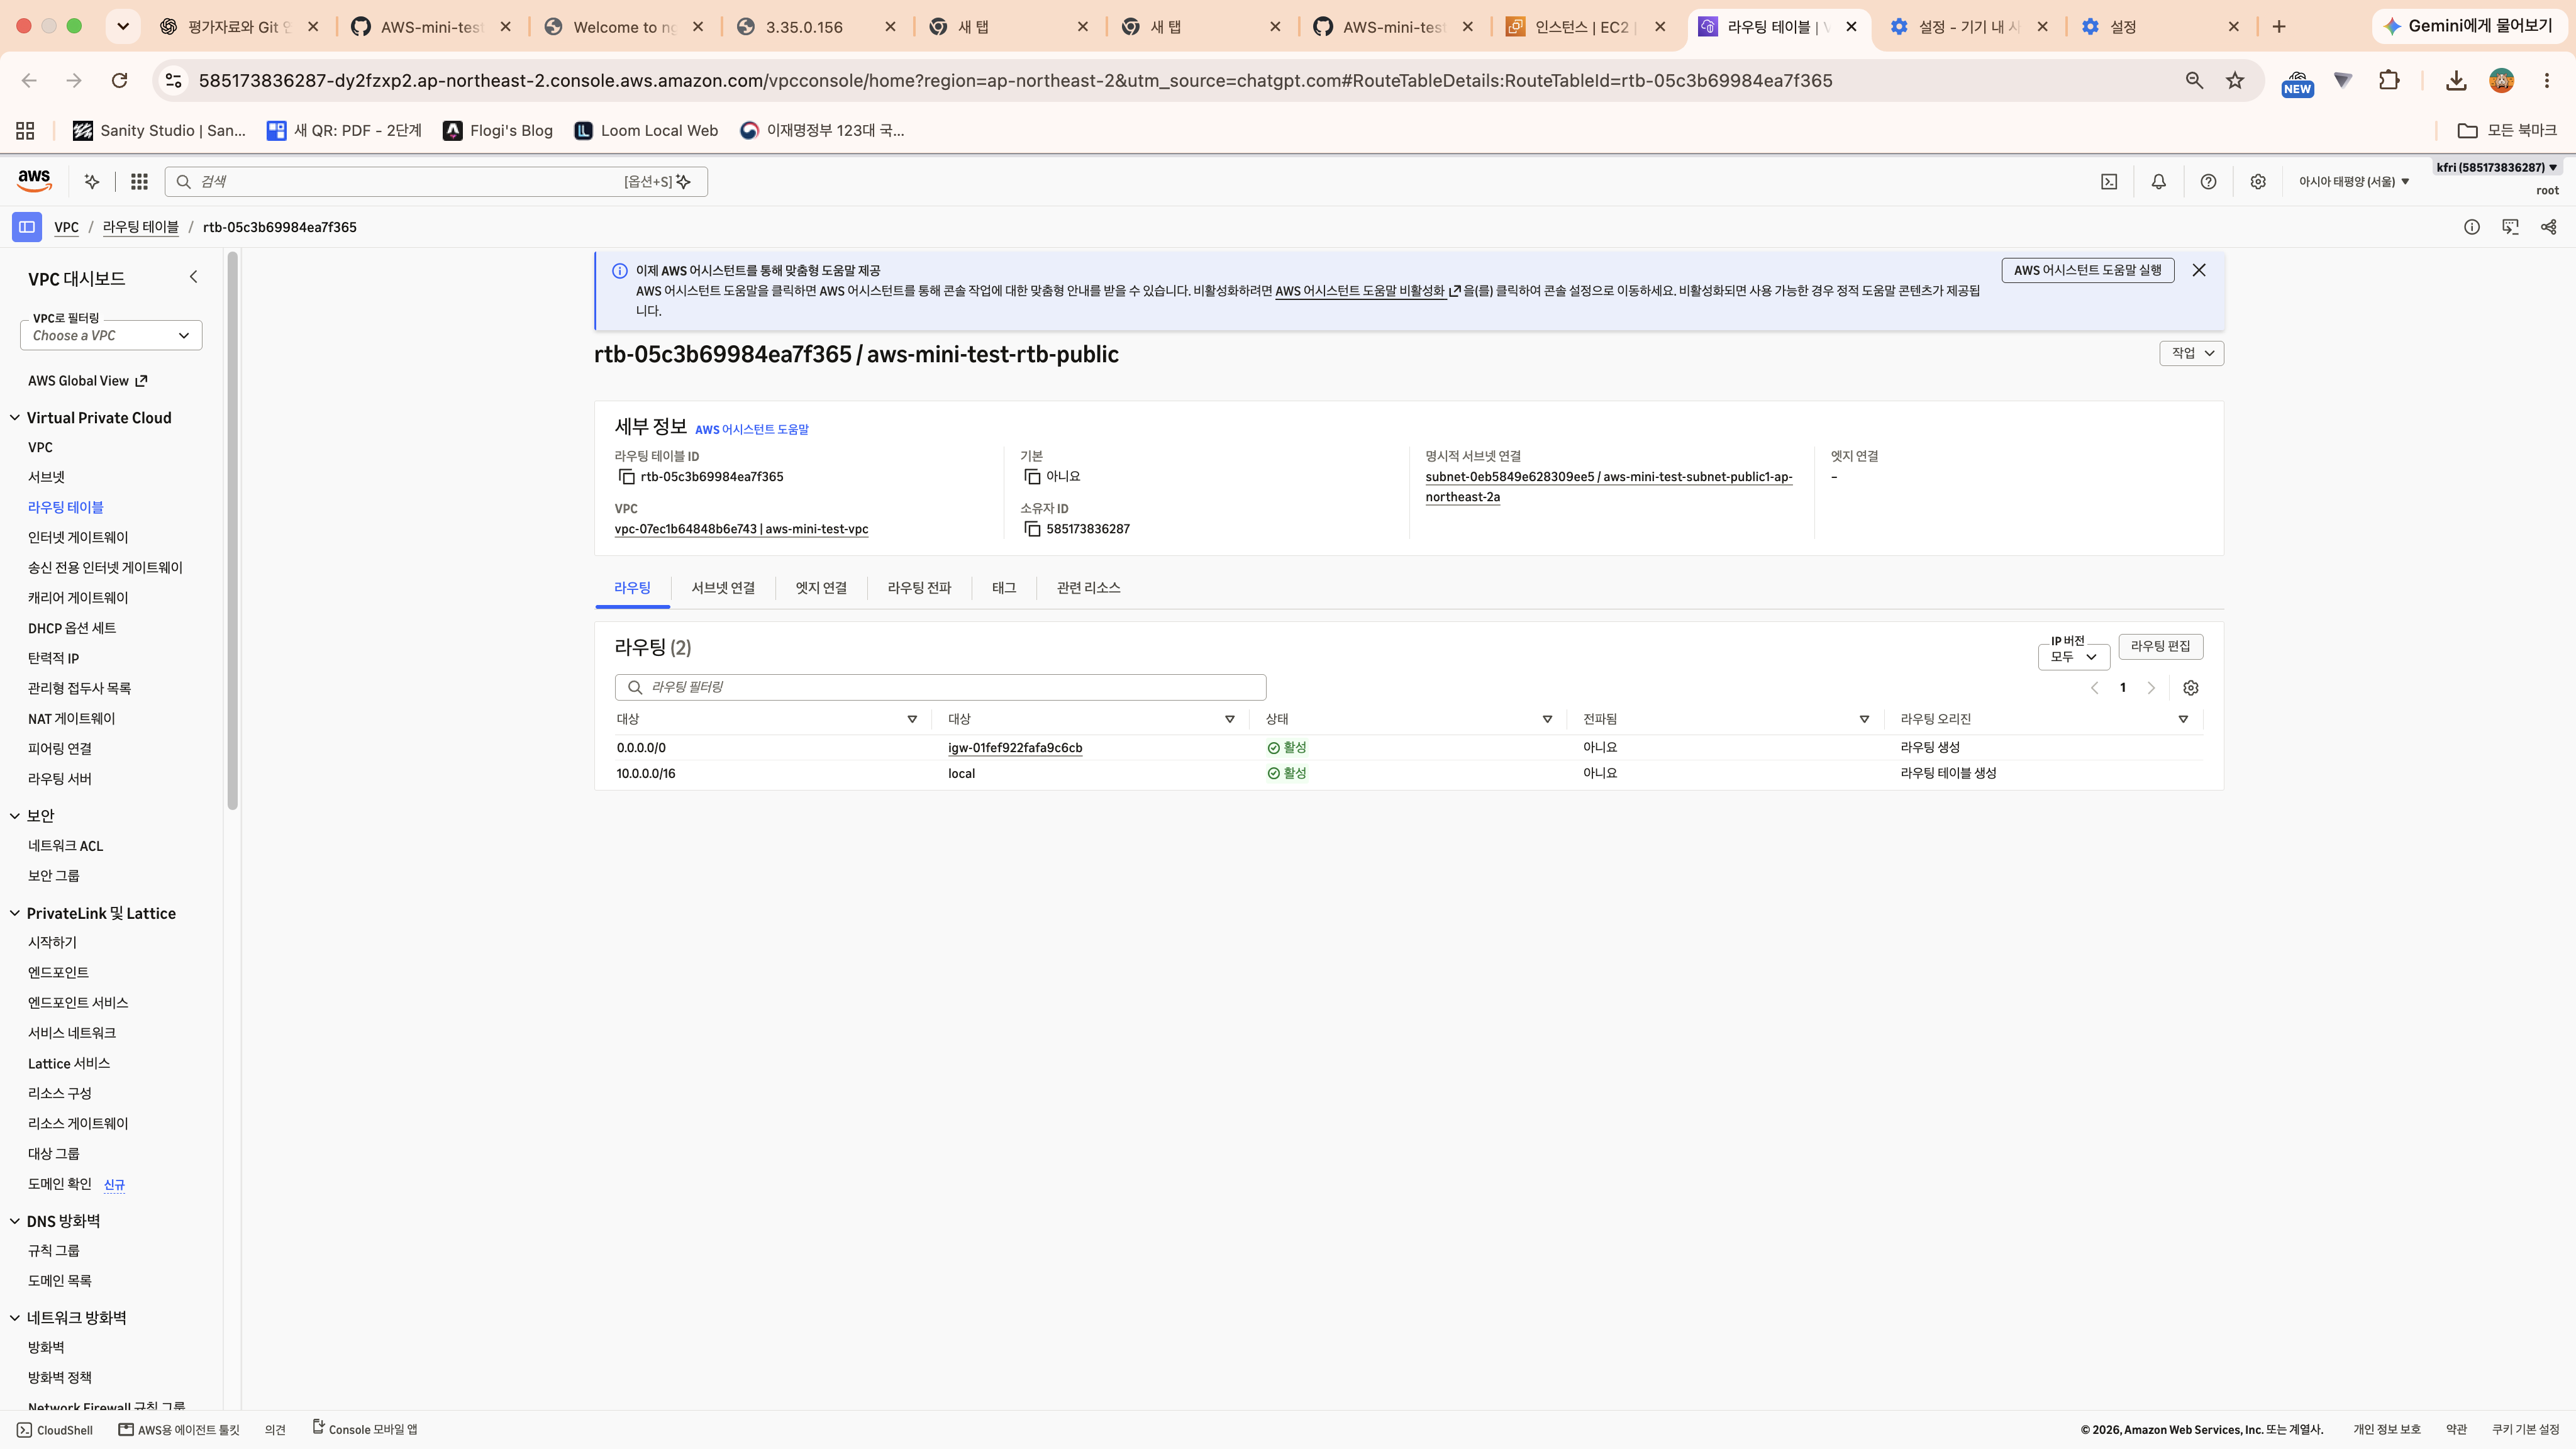 평가자료와 Git 연
AWS-mini-test
Welcome to ng
3.35.0.156
새 탭
새 탭
AWS-mini-test
인스턴스 | EC2 |
라우팅 테이블 | V
설정 - 기기 내 사
설정
Gemini에게 물어보기
585173836287-dy2fzxp2.ap-northeast-2.console.aws.amazon.com/vpcconsole/home?region=ap-northeast-2&utm_source=chatgpt.com#RouteTableDetails:RouteTableId=rtb-05c3b69984ea7f365
NEW
Sanity Studio | San...
새 QR: PDF - 2단계
Flogi's Blog
Loom Local Web
이재명정부 123대 국...
모든 북마크
aws
검색
[옵션+S]
아시아 태평양 (서울)
kfri (585173836287)
root
VPC / 라우팅 테이블 / rtb-05c3b69984ea7f365
VPC 대시보드
VPC로 필터링
Choose a VPC
AWS Global View
Virtual Private Cloud
VPC
서브넷
라우팅 테이블
인터넷 게이트웨이
송신 전용 인터넷 게이트웨이
캐리어 게이트웨이
DHCP 옵션 세트
탄력적 IP
관리형 접두사 목록
NAT 게이트웨이
피어링 연결
라우팅 서버
보안
네트워크 ACL
보안 그룹
PrivateLink 및 Lattice
시작하기
엔드포인트
엔드포인트 서비스
서비스 네트워크
Lattice 서비스
리소스 구성
리소스 게이트웨이
대상 그룹
도메인 확인 신규
DNS 방화벽
규칙 그룹
도메인 목록
네트워크 방화벽
방화벽
방화벽 정책
Network Firewall 규칙 그룹
이제 AWS 어시스턴트를 통해 맞춤형 도움말 제공
AWS 어시스턴트 도움말을 클릭하면 AWS 어시스턴트를 통해 콘솔 작업에 대한 맞춤형 안내를 받을 수 있습니다. 비활성화하려면 AWS 어시스턴트 도움말 비활성화 을(를) 클릭하여 콘솔 설정으로 이동하세요. 비활성화되면 사용 가능한 경우 정적 도움말 콘텐츠가 제공됩
니다.
AWS 어시스턴트 도움말 실행
rtb-05c3b69984ea7f365 / aws-mini-test-rtb-public
작업
세부 정보 AWS 어시스턴트 도움말
라우팅 테이블 ID
rtb-05c3b69984ea7f365
VPC
vpc-07ec1b64848b6e743 | aws-mini-test-vpc
기본
아니요
소유자 ID
585173836287
명시적 서브넷 연결
subnet-0eb5849e628309ee5 / aws-mini-test-subnet-public1-ap-
northeast-2a
엣지 연결
–
라우팅
서브넷 연결
엣지 연결
라우팅 전파
태그
관련 리소스
라우팅 (2)
IP 버전
모두
라우팅 편집
라우팅 필터링
1
대상 대상 상태 전파됨 라우팅 오리진
0.0.0.0/0 igw-01fef922fafa9c6cb 활성 아니요 라우팅 생성
10.0.0.0/16 local 활성 아니요 라우팅 테이블 생성
CloudShell
AWS용 에이전트 툴킷
의견
Console 모바일 앱
© 2026, Amazon Web Services, Inc. 또는 계열사.
개인 정보 보호
약관
쿠키 기본 설정